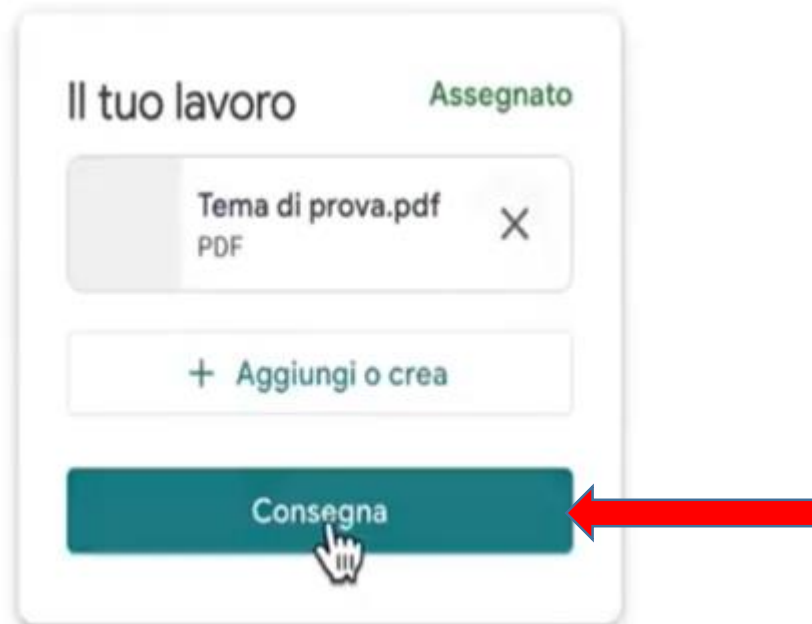 Il tuo lavoro
Assegnato
Tema di prova.pdf
PDF
+ Aggiungi o crea
Consegna